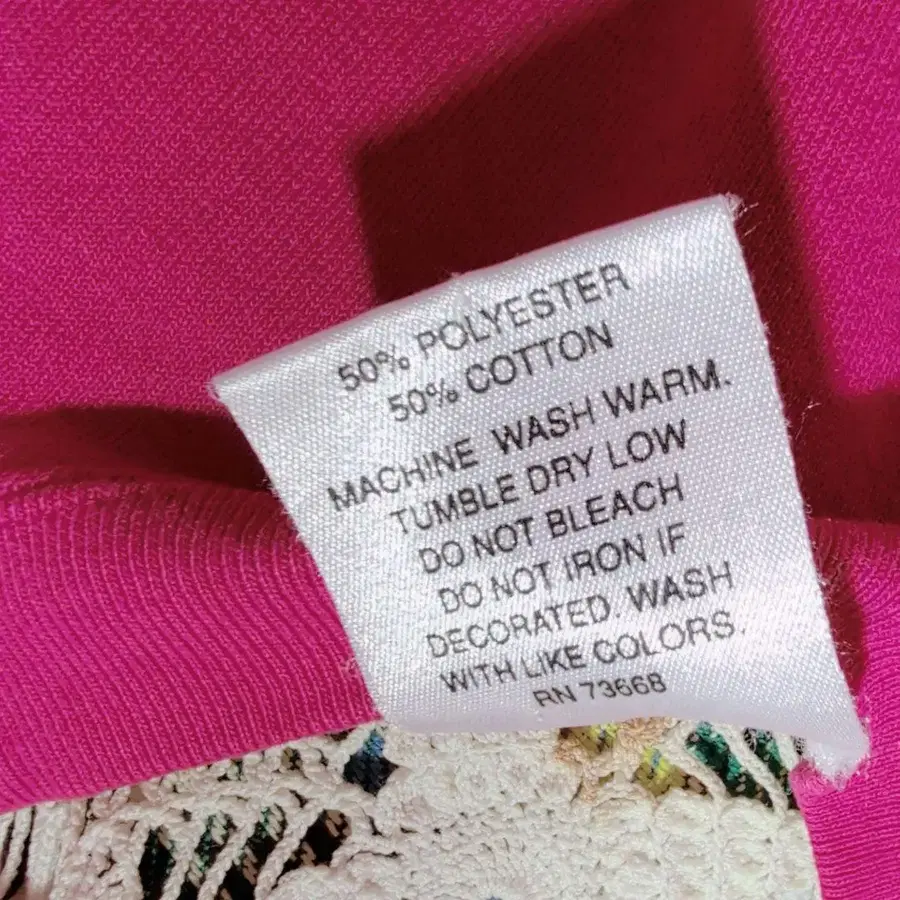 50% POLYESTER
50% COTTON
MACHINE WASH WARM.
TUMBLE DRY LOW
DO NOT BLEACH
DO NOT IRON IF
DECORATED. WASH
WITH LIKE COLORS.
RN 73668